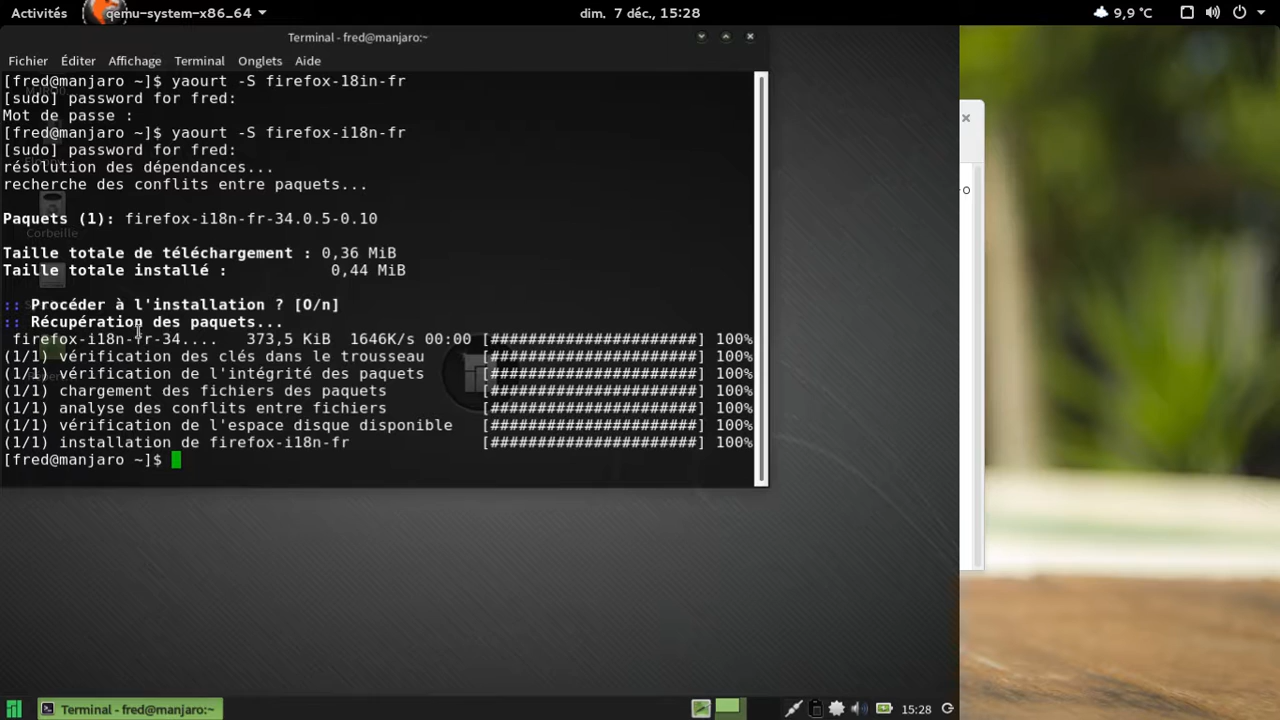 Activités
qemu-system-x86_64
dim. 7 déc., 15:28
9,9 °C
Terminal - fred@manjaro:~
Fichier Éditer Affichage Terminal Onglets Aide
[fred@manjaro ~]$ yaourt -S firefox-18in-fr
[sudo] password for fred:
Mot de passe :
[fred@manjaro ~]$ yaourt -S firefox-i18n-fr
[sudo] password for fred:
résolution des dépendances...
recherche des conflits entre paquets...
Paquets (1): firefox-i18n-fr-34.0.5-0.10
Taille totale de téléchargement : 0,36 MiB
Taille totale installé : 0,44 MiB
:: Procéder à l'installation ? [O/n]
:: Récupération des paquets...
firefox-i18n-fr-34.... 373,5 KiB 1646K/s 00:00 [######################] 100%
(1/1) vérification des clés dans le trousseau [######################] 100%
(1/1) vérification de l'intégrité des paquets [######################] 100%
(1/1) chargement des fichiers des paquets [######################] 100%
(1/1) analyse des conflits entre fichiers [######################] 100%
(1/1) vérification de l'espace disque disponible [######################] 100%
(1/1) installation de firefox-i18n-fr [######################] 100%
[fred@manjaro ~]$
Corbeille
Terminal - fred@manjaro:~
15:28